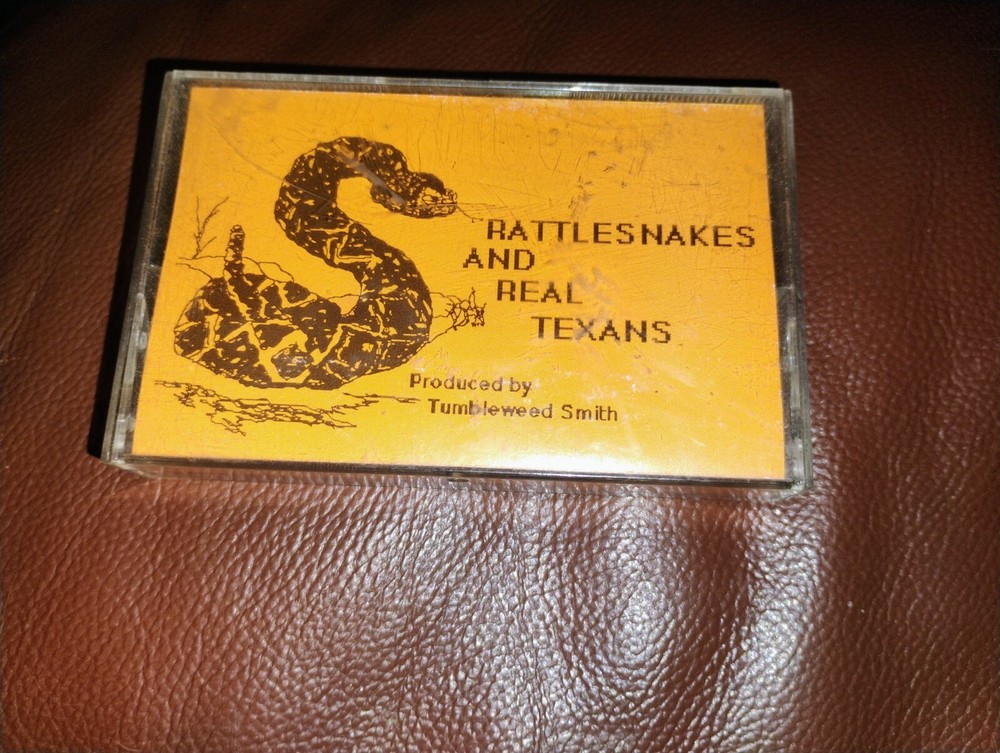 RATTLESNAKES
AND
REAL
TEXANS
Produced by
Tumbleweed Smith